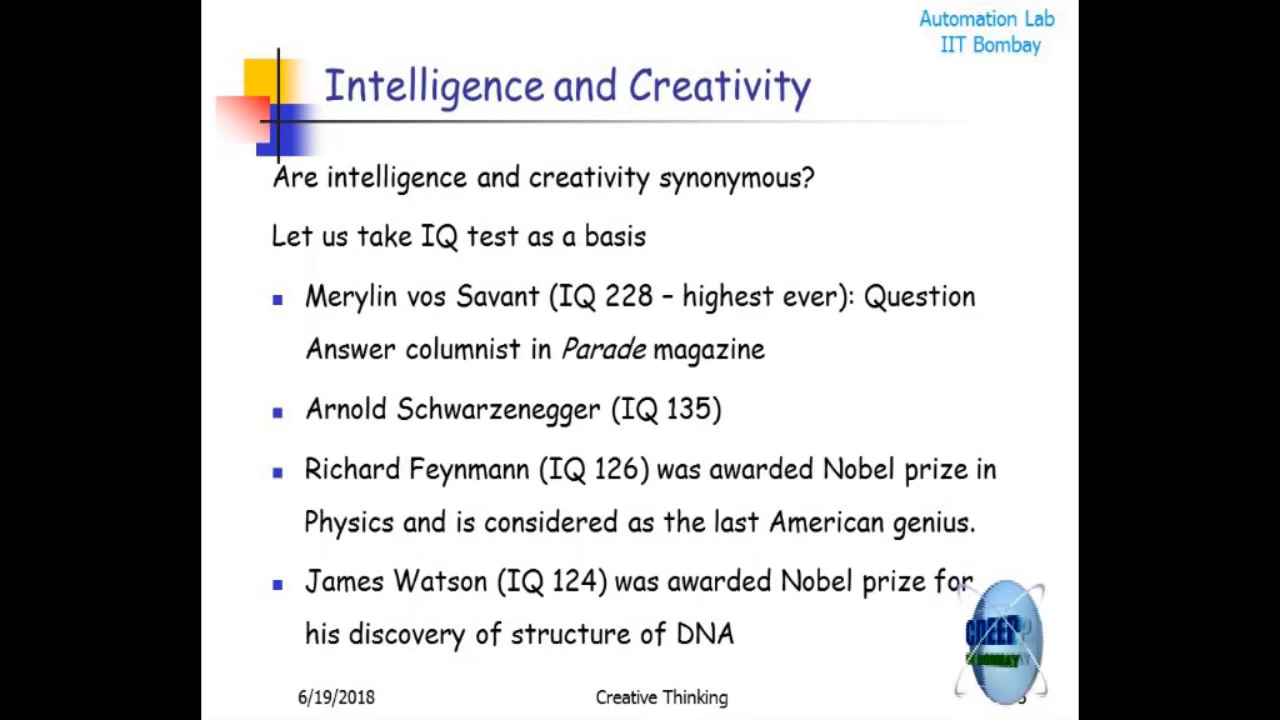 Automation Lab
IIT Bombay
Intelligence and Creativity
Are intelligence and creativity synonymous?
Let us take IQ test as a basis
Merylin vos Savant (IQ 228 – highest ever): Question
Answer columnist in Parade magazine
Arnold Schwarzenegger (IQ 135)
Richard Feynmann (IQ 126) was awarded Nobel prize in
Physics and is considered as the last American genius.
James Watson (IQ 124) was awarded Nobel prize for
his discovery of structure of DNA
6/19/2018
Creative Thinking